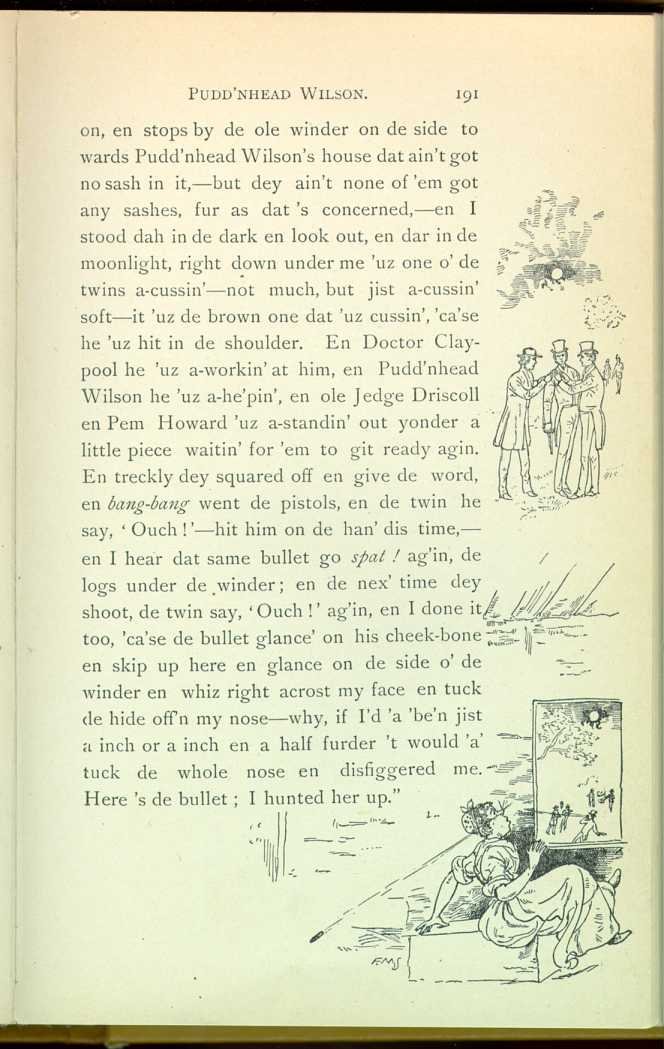 PUDD'NHEAD WILSON. 191
on, en stops by de ole winder on de side to
wards Pudd'nhead Wilson's house dat ain't got
no sash in it,—but dey ain't none of 'em got
any sashes, fur as dat 's concerned,—en I
stood dah in de dark en look out, en dar in de
moonlight, right down under me 'uz one o' de
twins a-cussin'—not much, but jist a-cussin'
soft—it 'uz de brown one dat 'uz cussin', 'ca'se
he 'uz hit in de shoulder. En Doctor Clay-
pool he 'uz a-workin' at him, en Pudd'nhead
Wilson he 'uz a-he'pin', en ole Jedge Driscoll
en Pem Howard 'uz a-standin' out yonder a
little piece waitin' for 'em to git ready agin.
En treckly dey squared off en give de word,
en bang-bang went de pistols, en de twin he
say, ‘ Ouch ! ’—hit him on de han' dis time,—
en I hear dat same bullet go spat ! ag'in, de
logs under de winder ; en de nex' time dey
shoot, de twin say, ‘ Ouch ! ’ ag'in, en I done it
too, 'ca'se de bullet glance' on his cheek-bone
en skip up here en glance on de side o' de
winder en whiz right acrost my face en tuck
de hide off'n my nose—why, if I'd 'a 'be'n jist
a inch or a inch en a half furder 't would 'a'
tuck de whole nose en disfiggered me.
Here 's de bullet ; I hunted her up.”
FMS